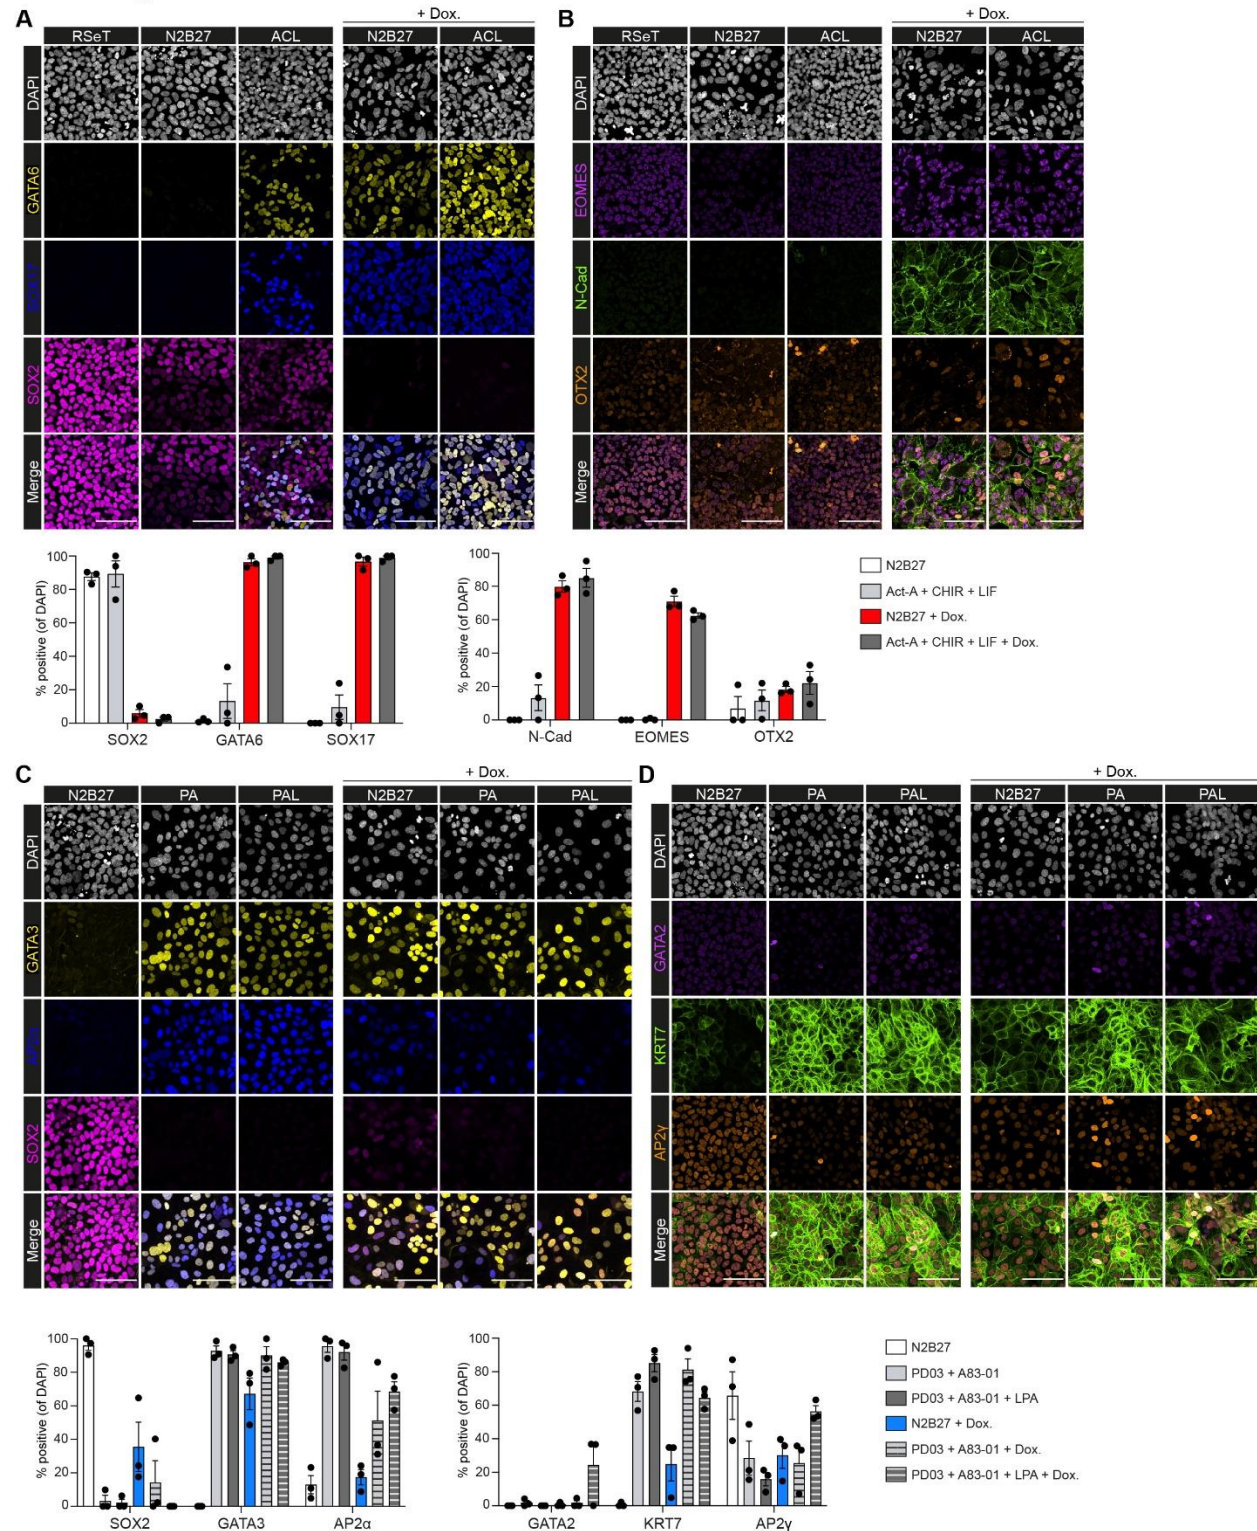 A
+ Dox.
RSeT N2B27 ACL N2B27 ACL
DAPI
GATA6
SOX17
SOX2
Merge
B
+ Dox.
RSeT N2B27 ACL N2B27 ACL
DAPI
EOMES
N-Cad
OTX2
Merge
% positive (of DAPI)
100
80
60
40
20
0
SOX2 GATA6 SOX17
% positive (of DAPI)
100
80
60
40
20
0
N-Cad EOMES OTX2
N2B27
Act-A + CHIR + LIF
N2B27 + Dox.
Act-A + CHIR + LIF + Dox.
C
+ Dox.
N2B27 PA PAL N2B27 PA PAL
DAPI
GATA3
AP2α
SOX2
Merge
D
+ Dox.
N2B27 PA PAL N2B27 PA PAL
DAPI
GATA2
KRT7
AP2γ
Merge
% positive (of DAPI)
100
80
60
40
20
0
SOX2 GATA3 AP2α
% positive (of DAPI)
100
80
60
40
20
0
GATA2 KRT7 AP2γ
N2B27
PD03 + A83-01
PD03 + A83-01 + LPA
N2B27 + Dox.
PD03 + A83-01 + Dox.
PD03 + A83-01 + LPA + Dox.